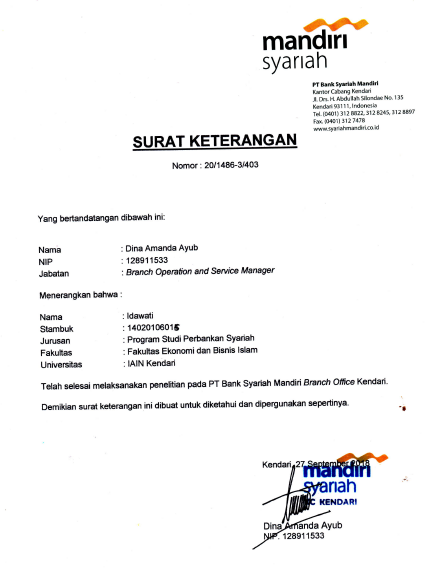 mandiri
syariah
PT Bank Syariah Mandiri
Kantor Cabang Kendari
Jl. Drs. H. Abdullah Silondae No. 135
Kendari 93111, Indonesia
Tel. (0401) 312 8822, 312 8245, 312 8897
Fax. (0401) 312 7478
www.syariahmandiri.co.id
SURAT KETERANGAN
Nomor : 20/1486-3/403
Yang bertandatangan dibawah ini:
Nama : Dina Amanda Ayub
NIP : 128911533
Jabatan : Branch Operation and Service Manager
Menerangkan bahwa :
Nama : Idawati
Stambuk : 14020106015
Jurusan : Program Studi Perbankan Syariah
Fakultas : Fakultas Ekonomi dan Bisnis Islam
Universitas : IAIN Kendari
Telah selesai melaksanakan penelitian pada PT Bank Syariah Mandiri Branch Office Kendari.
Demikian surat keterangan ini dibuat untuk diketahui dan dipergunakan sepertinya.
Kendari, 27 September 2018
mandiri
syariah
KENDARI
Dina Amanda Ayub
NIP. 128911533